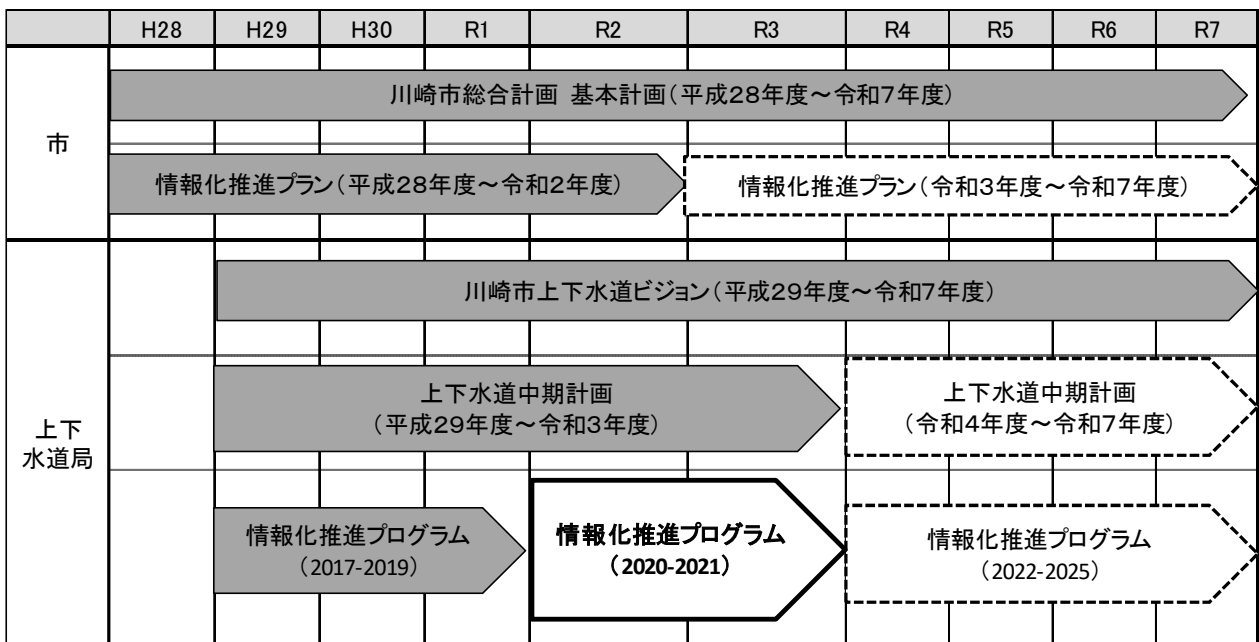 H28 H29 H30 R1 R2 R3 R4 R5 R6 R7
市
川崎市総合計画 基本計画（平成28年度～令和7年度）
情報化推進プラン（平成28年度～令和2年度）
情報化推進プラン（令和3年度～令和7年度）
上下
水道局
川崎市上下水道ビジョン（平成29年度～令和7年度）
上下水道中期計画
（平成29年度～令和3年度）
上下水道中期計画
（令和4年度～令和7年度）
情報化推進プログラム
（2017-2019）
情報化推進プログラム
（2020-2021）
情報化推進プログラム
（2022-2025）